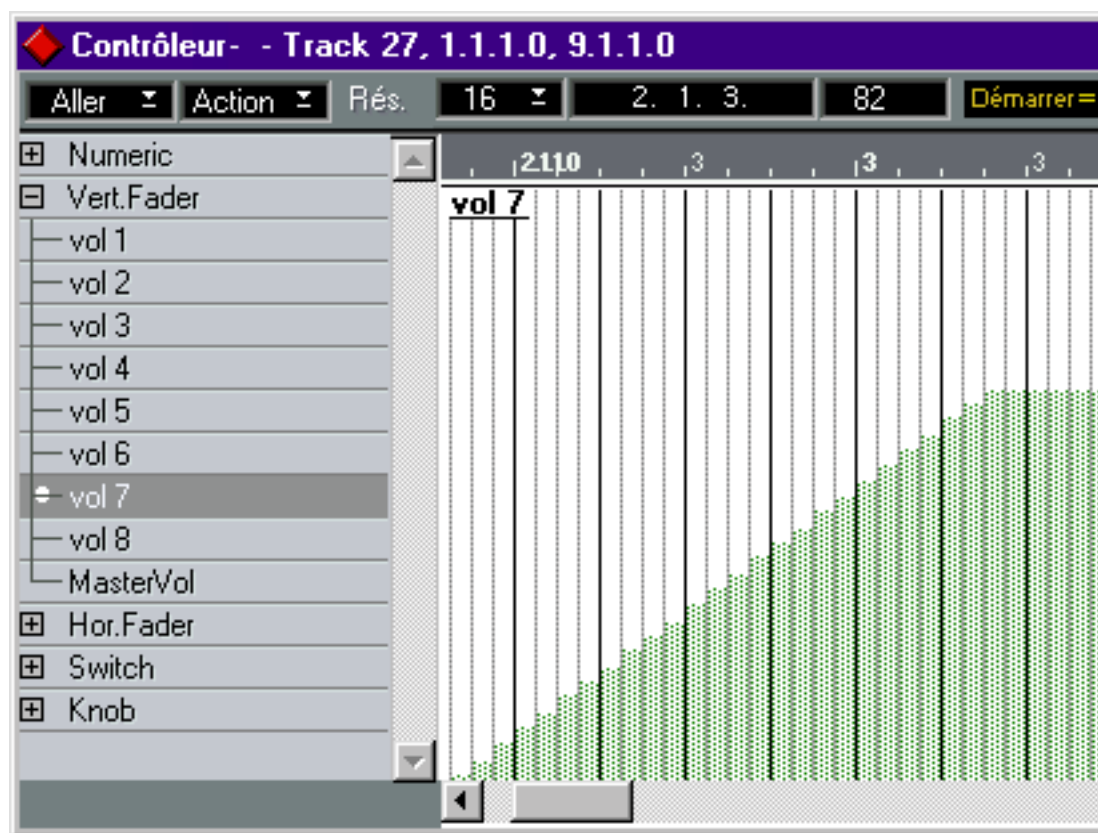 Contrôleur- - Track 27, 1.1.1.0, 9.1.1.0
Aller Action Rés. 16 2. 1. 3. 82 Démarrer=
Numeric
2.1.1.0 3 3 3
Vert.Fader
vol 7
vol 1
vol 2
vol 3
vol 4
vol 5
vol 6
vol 7
vol 8
MasterVol
Hor.Fader
Switch
Knob